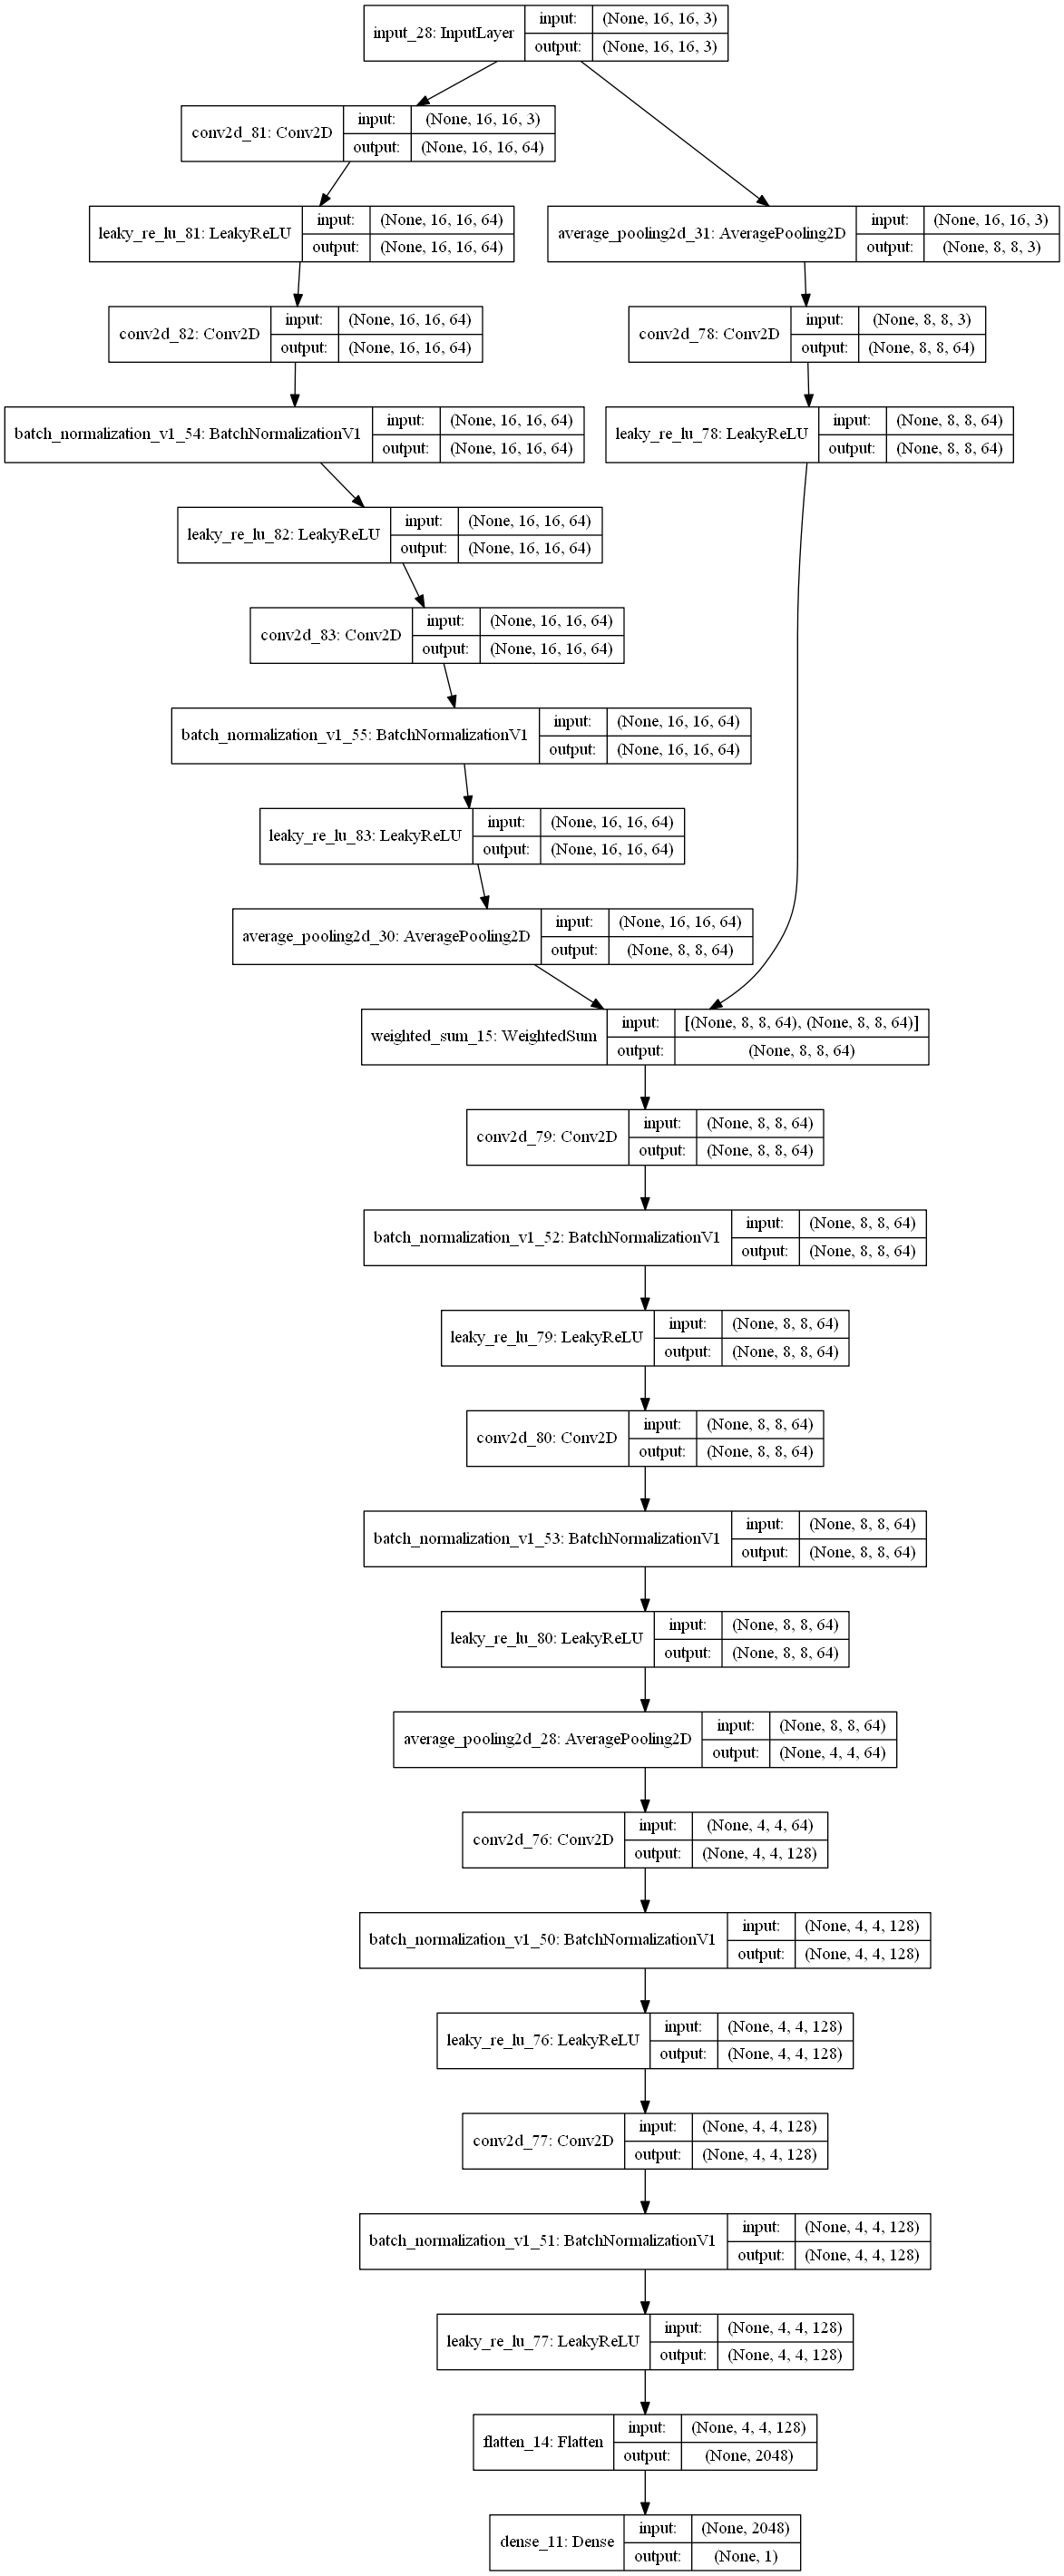 input_28: InputLayer
input: (None, 16, 16, 3)
output: (None, 16, 16, 3)
conv2d_81: Conv2D
input: (None, 16, 16, 3)
output: (None, 16, 16, 64)
leaky_re_lu_81: LeakyReLU
input: (None, 16, 16, 64)
output: (None, 16, 16, 64)
average_pooling2d_31: AveragePooling2D
input: (None, 16, 16, 3)
output: (None, 8, 8, 3)
conv2d_82: Conv2D
input: (None, 16, 16, 64)
output: (None, 16, 16, 64)
conv2d_78: Conv2D
input: (None, 8, 8, 3)
output: (None, 8, 8, 64)
batch_normalization_v1_54: BatchNormalizationV1
input: (None, 16, 16, 64)
output: (None, 16, 16, 64)
leaky_re_lu_78: LeakyReLU
input: (None, 8, 8, 64)
output: (None, 8, 8, 64)
leaky_re_lu_82: LeakyReLU
input: (None, 16, 16, 64)
output: (None, 16, 16, 64)
conv2d_83: Conv2D
input: (None, 16, 16, 64)
output: (None, 16, 16, 64)
batch_normalization_v1_55: BatchNormalizationV1
input: (None, 16, 16, 64)
output: (None, 16, 16, 64)
leaky_re_lu_83: LeakyReLU
input: (None, 16, 16, 64)
output: (None, 16, 16, 64)
average_pooling2d_30: AveragePooling2D
input: (None, 16, 16, 64)
output: (None, 8, 8, 64)
weighted_sum_15: WeightedSum
input: [(None, 8, 8, 64), (None, 8, 8, 64)]
output: (None, 8, 8, 64)
conv2d_79: Conv2D
input: (None, 8, 8, 64)
output: (None, 8, 8, 64)
batch_normalization_v1_52: BatchNormalizationV1
input: (None, 8, 8, 64)
output: (None, 8, 8, 64)
leaky_re_lu_79: LeakyReLU
input: (None, 8, 8, 64)
output: (None, 8, 8, 64)
conv2d_80: Conv2D
input: (None, 8, 8, 64)
output: (None, 8, 8, 64)
batch_normalization_v1_53: BatchNormalizationV1
input: (None, 8, 8, 64)
output: (None, 8, 8, 64)
leaky_re_lu_80: LeakyReLU
input: (None, 8, 8, 64)
output: (None, 8, 8, 64)
average_pooling2d_28: AveragePooling2D
input: (None, 8, 8, 64)
output: (None, 4, 4, 64)
conv2d_76: Conv2D
input: (None, 4, 4, 64)
output: (None, 4, 4, 128)
batch_normalization_v1_50: BatchNormalizationV1
input: (None, 4, 4, 128)
output: (None, 4, 4, 128)
leaky_re_lu_76: LeakyReLU
input: (None, 4, 4, 128)
output: (None, 4, 4, 128)
conv2d_77: Conv2D
input: (None, 4, 4, 128)
output: (None, 4, 4, 128)
batch_normalization_v1_51: BatchNormalizationV1
input: (None, 4, 4, 128)
output: (None, 4, 4, 128)
leaky_re_lu_77: LeakyReLU
input: (None, 4, 4, 128)
output: (None, 4, 4, 128)
flatten_14: Flatten
input: (None, 4, 4, 128)
output: (None, 2048)
dense_11: Dense
input: (None, 2048)
output: (None, 1)